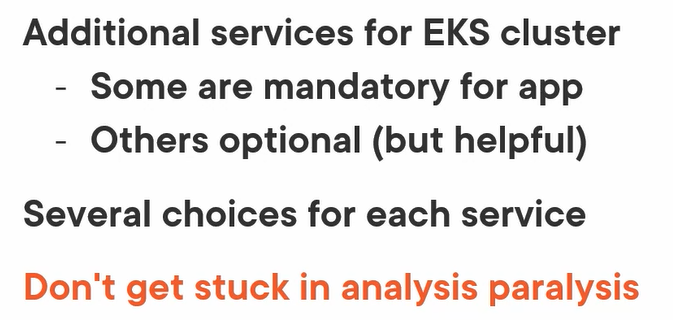 Additional services for EKS cluster
- Some are mandatory for app
- Others optional (but helpful)
Several choices for each service
Don't get stuck in analysis paralysis